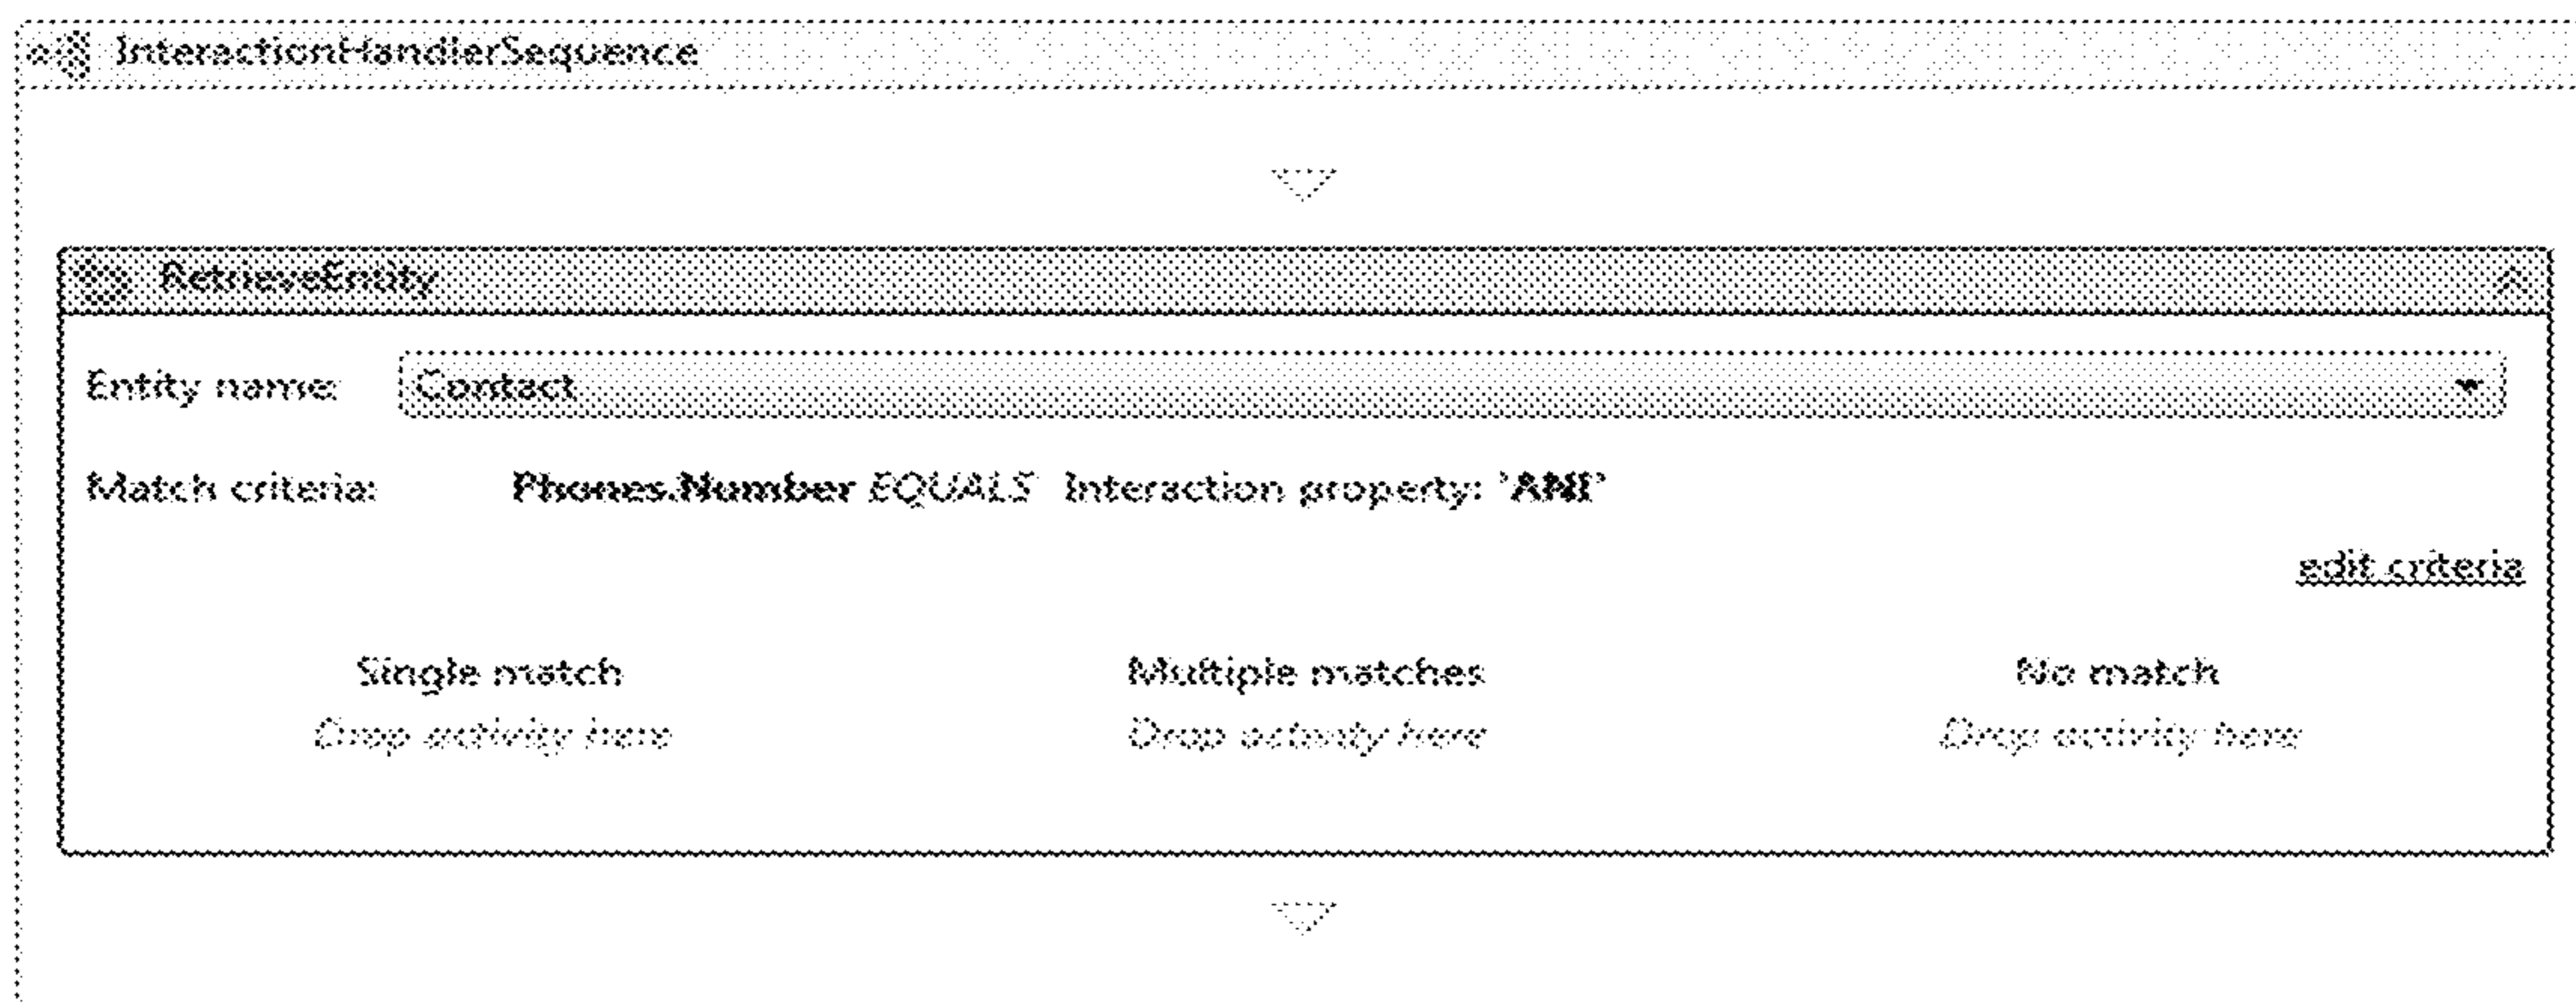 InteractionHandlerSequence
RetrieveEntity
Entity name: Contact
Match criteria: Phones.Number EQUALS Interaction property: 'ANI'
edit criteria
Single match Multiple matches No match
Drop activity here Drop activity here Drop activity here